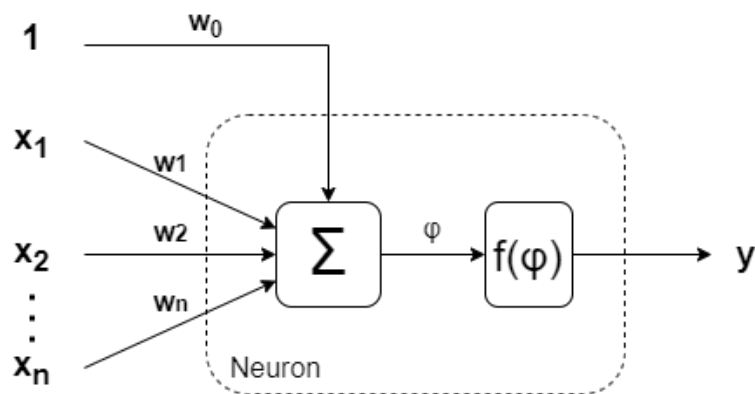 1
w₀
x₁
w1
x₂
w2
Σ
φ
f(φ)
y
⋮
wn
xₙ
Neuron